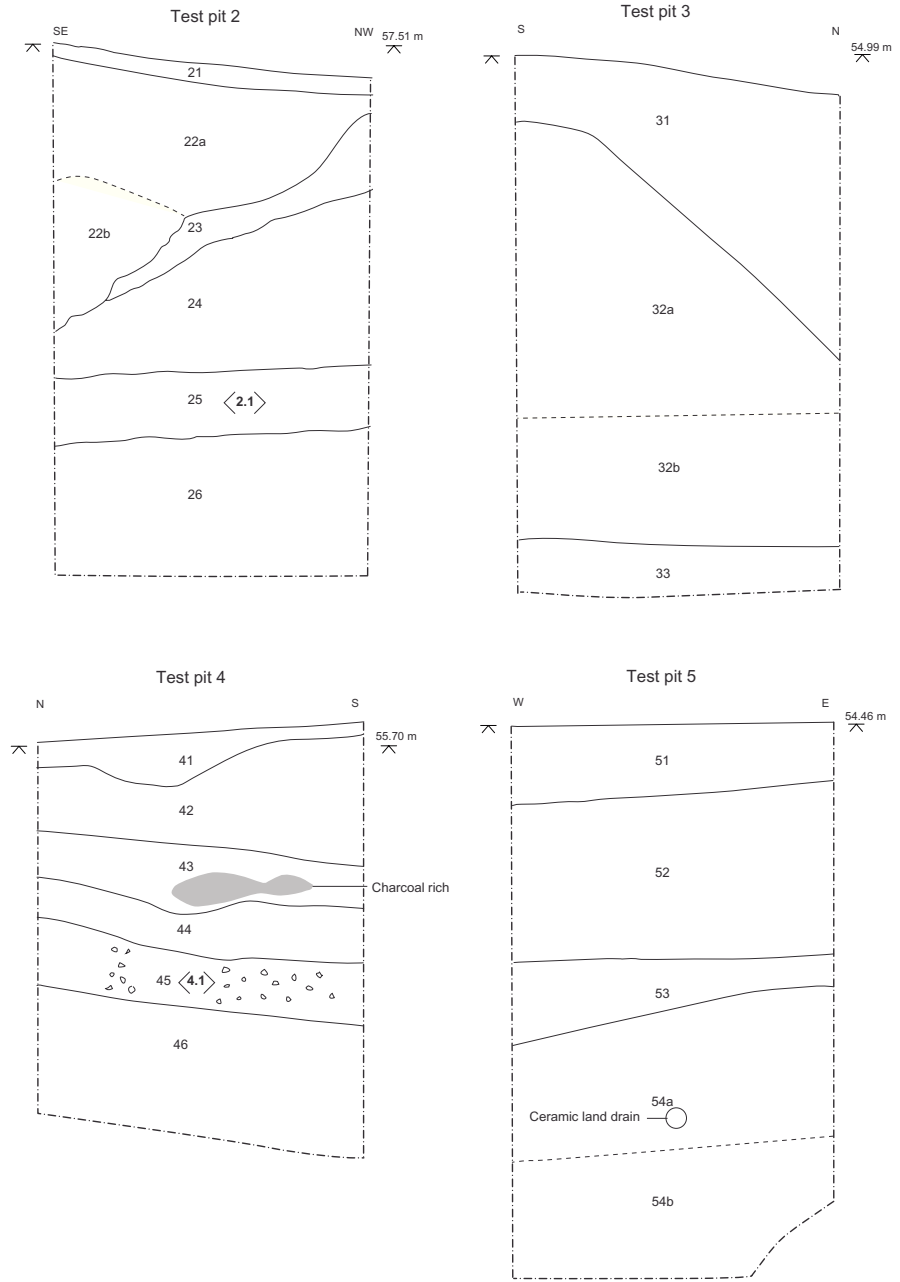 Test pit 2
SE
NW
57.51 m
21
22a
22b
23
24
25
2.1
26
Test pit 3
S
N
54.99 m
31
32a
32b
33
Test pit 4
N
S
55.70 m
41
42
43
Charcoal rich
44
45
4.1
46
Test pit 5
W
E
54.46 m
51
52
53
54a
Ceramic land drain
54b